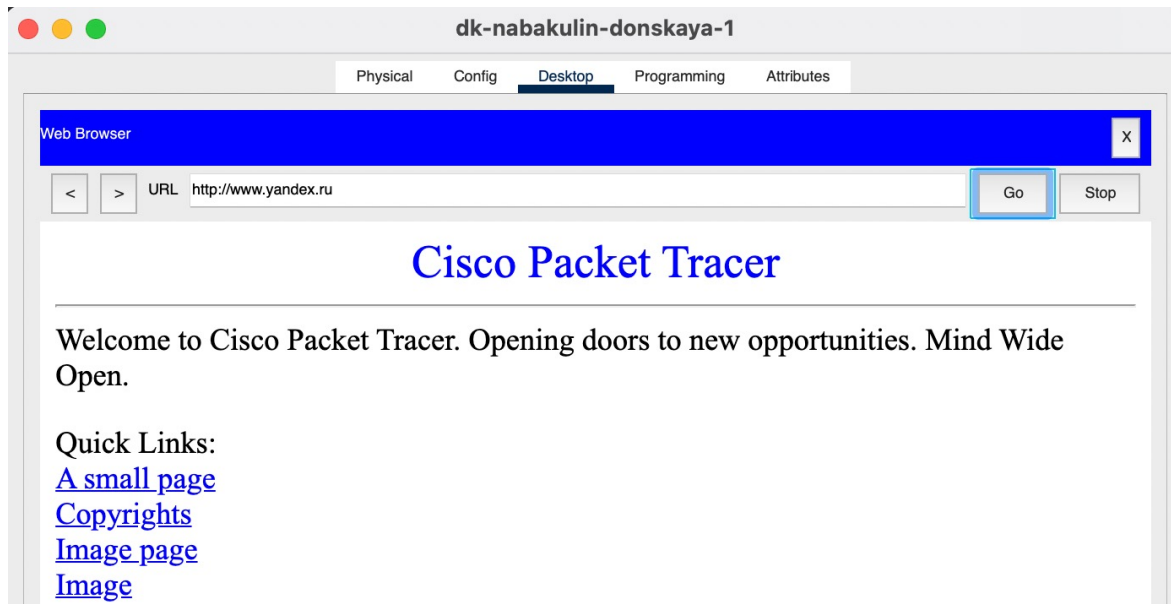 dk-nabakulin-donskaya-1
Physical Config Desktop Programming Attributes
Web Browser X
< > URL http://www.yandex.ru Go Stop
Cisco Packet Tracer
Welcome to Cisco Packet Tracer. Opening doors to new opportunities. Mind Wide
Open.
Quick Links:
A small page
Copyrights
Image page
Image